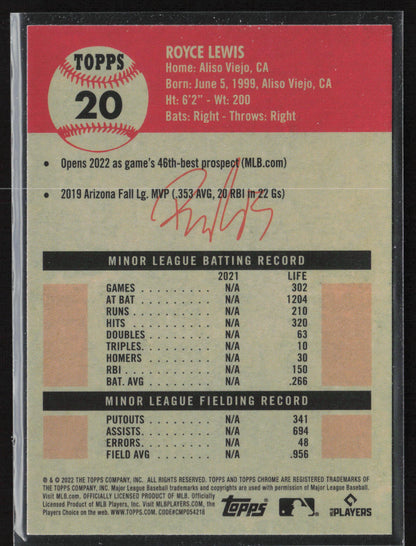 TOPPS
20
ROYCE LEWIS
Home: Aliso Viejo, CA
Born: June 5, 1999, Aliso Viejo, CA
Ht: 6'2" - Wt: 200
Bats: Right - Throws: Right
• Opens 2022 as game's 46th-best prospect (MLB.com)
• 2019 Arizona Fall Lg. MVP (.353 AVG, 20 RBI in 22 Gs)
MINOR LEAGUE BATTING RECORD
2021 LIFE
GAMES N/A 302
AT BAT N/A 1204
RUNS N/A 210
HITS N/A 320
DOUBLES N/A 63
TRIPLES N/A 10
HOMERS N/A 30
RBI N/A 150
BAT. AVG N/A .266
MINOR LEAGUE FIELDING RECORD
PUTOUTS N/A 341
ASSISTS N/A 694
ERRORS N/A 48
FIELD AVG N/A .956
® & © 2022 THE TOPPS COMPANY, INC. ALL RIGHTS RESERVED. TOPPS AND TOPPS CHROME ARE REGISTERED TRADEMARKS OF
THE TOPPS COMPANY, INC. Major League Baseball trademarks and copyrights are used with permission of Major League Baseball.
Visit MLB.com. OFFICIALLY LICENSED PRODUCT OF MLB. Officially
Licensed Product of MLB Players, Inc. Visit MLBPLAYERS.com, the
Players Choice on the web. WWW.TOPPS.COM. CODE#CMP054218
Topps
MLB PLAYERS